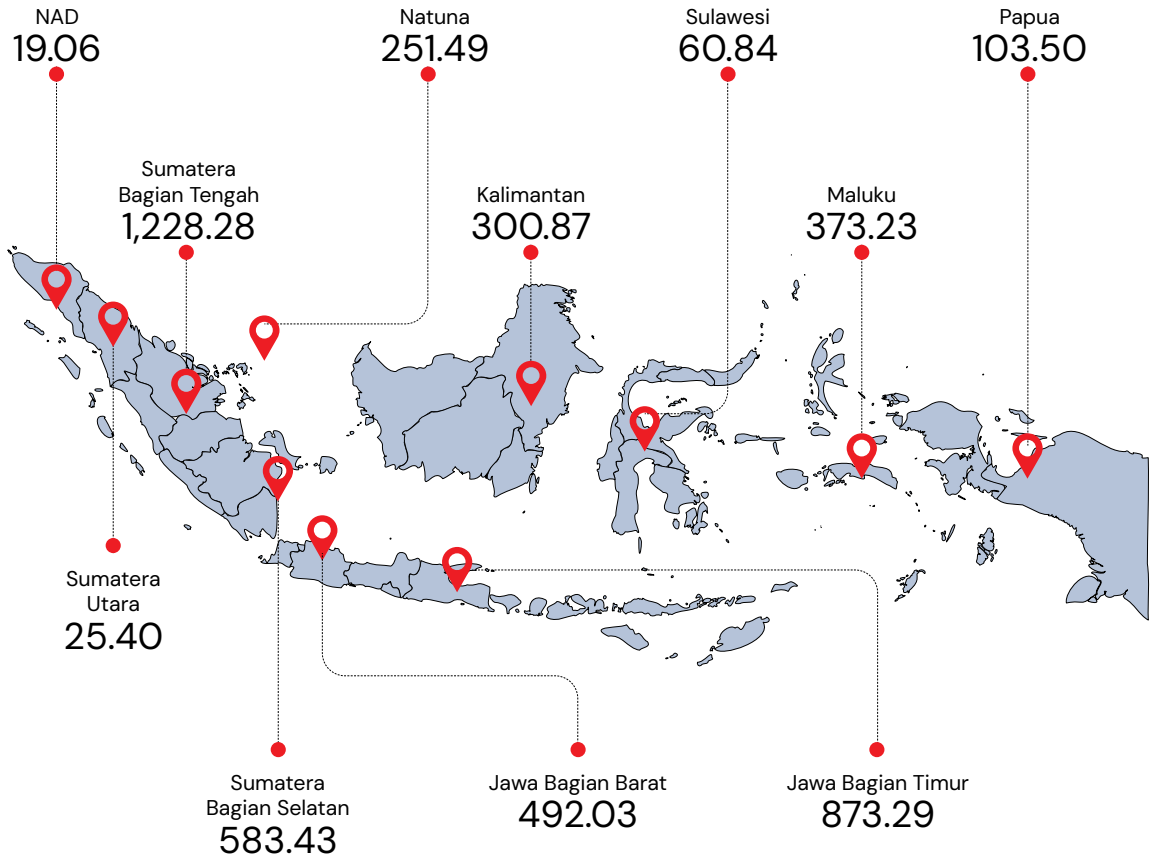 NAD
19.06
Natuna
251.49
Sulawesi
60.84
Papua
103.50
Sumatera
Bagian Tengah
1,228.28
Kalimantan
300.87
Maluku
373.23
Sumatera
Utara
25.40
Sumatera
Bagian Selatan
583.43
Jawa Bagian Barat
492.03
Jawa Bagian Timur
873.29